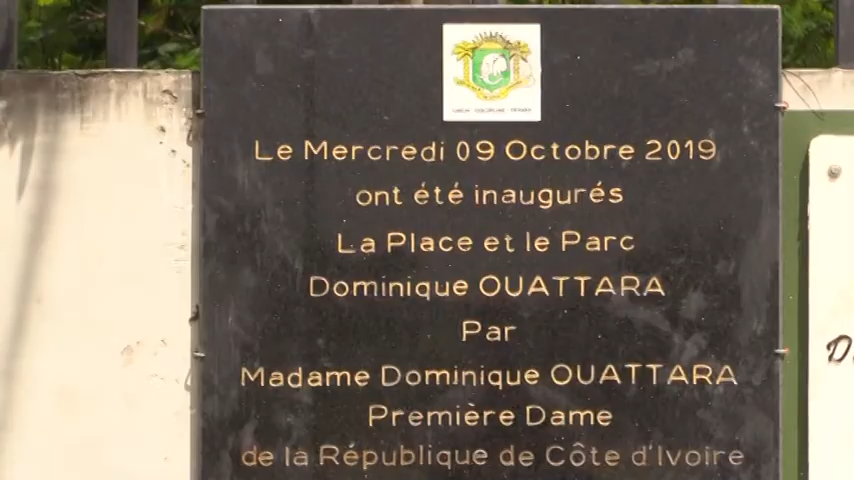 Le Mercredi 09 Octobre 2019
ont été inaugurés
La Place et le Parc
Dominique OUATTARA
Par
Madame Dominique OUATTARA
Première Dame
de la République de Côte d'Ivoire